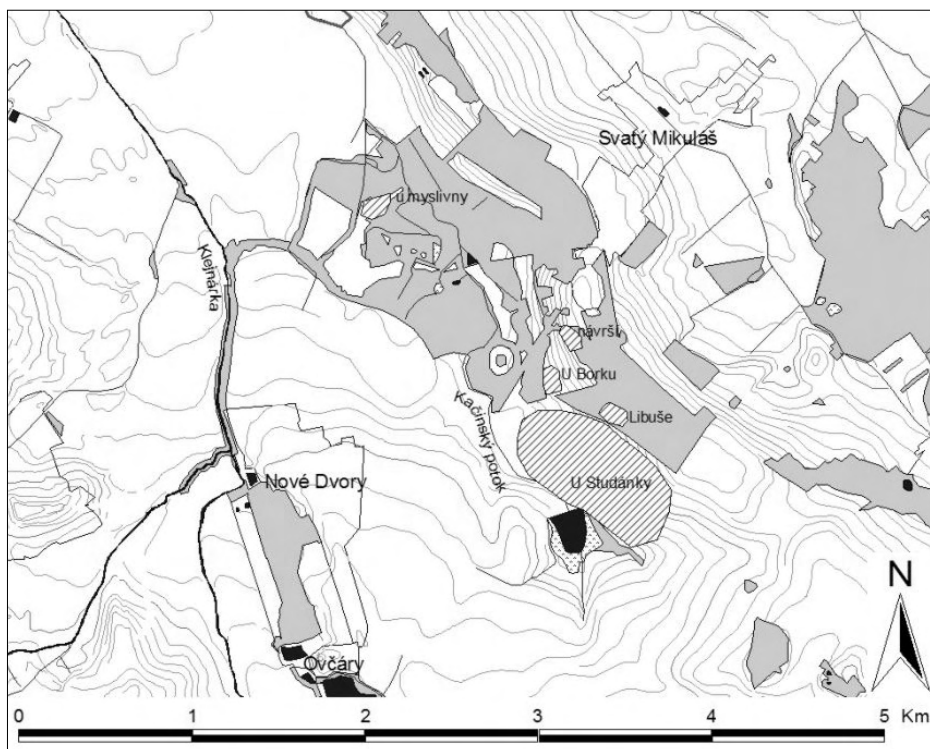 Svatý Mikuláš
u myslivny
Klejnárka
návrší
U Borku
Kačínský potok
Libuše
U Studánky
Nové Dvory
N
Ovčáry
0 1 2 3 4 5 Km